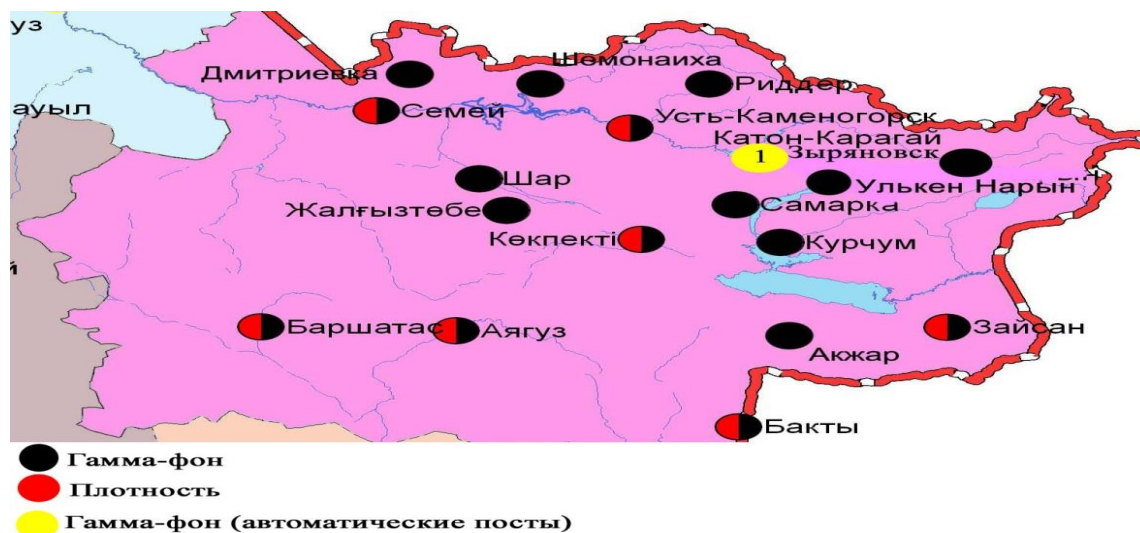 уз
Шемонаиха
Дмитриевка
Риддер
ауыл
Семей
Усть-Каменогорск
Катон-Карагай
1 Зыряновск
Шар
Улькен Нарын
Жалғызтөбе
Самарка
Көкпекті
Курчум
й
Баршатас
Аягуз
Зайсан
Акжар
Бакты
Гамма-фон
Плотность
Гамма-фон (автоматические посты)